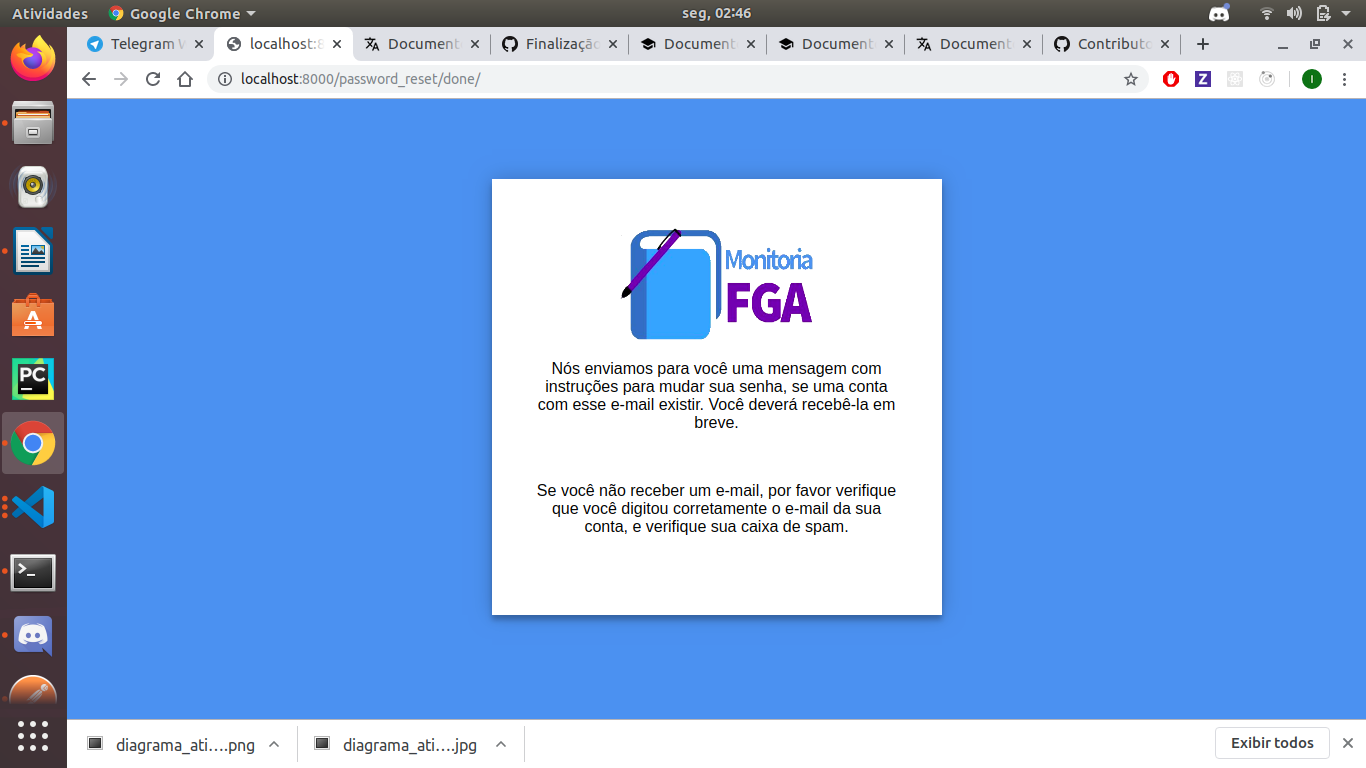 Atividades
Google Chrome
seg, 02:46
Telegram W
localhost:8
Document
Finalização
Document
Document
Document
Contributo
localhost:8000/password_reset/done/
Z
I
A
PC
Monitoria
FGA
Nós enviamos para você uma mensagem com
instruções para mudar sua senha, se uma conta
com esse e-mail existir. Você deverá recebê-la em
breve.
Se você não receber um e-mail, por favor verifique
que você digitou corretamente o e-mail da sua
conta, e verifique sua caixa de spam.
diagrama_ati....png
diagrama_ati....jpg
Exibir todos